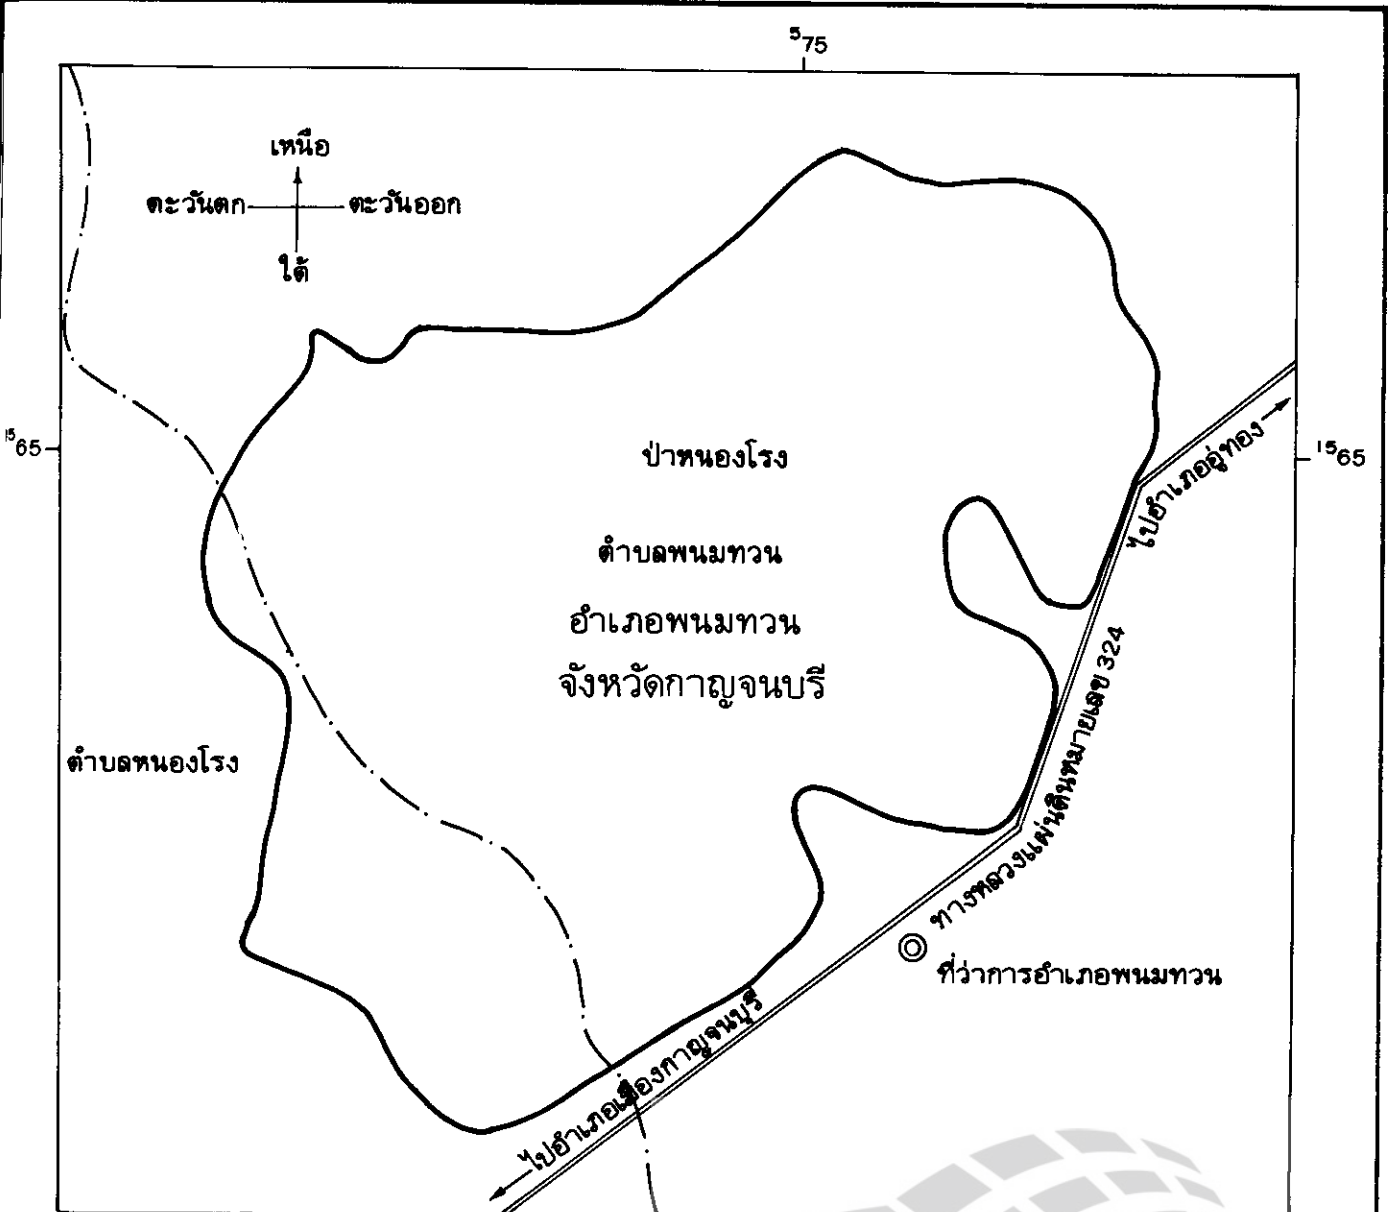 ⁵75
เหนือ
ตะวันตก ตะวันออก
ใต้
¹⁵65
¹⁵65
ไปอำเภออู่ทอง
ป่าหนองโรง
ตำบลพนมทวน
อำเภอพนมทวน
จังหวัดกาญจนบุรี
ตำบลหนองโรง
ทางหลวงแผ่นดินหมายเลข 324
ที่ว่าการอำเภอพนมทวน
ไปอำเภอเมืองกาญจนบุรี